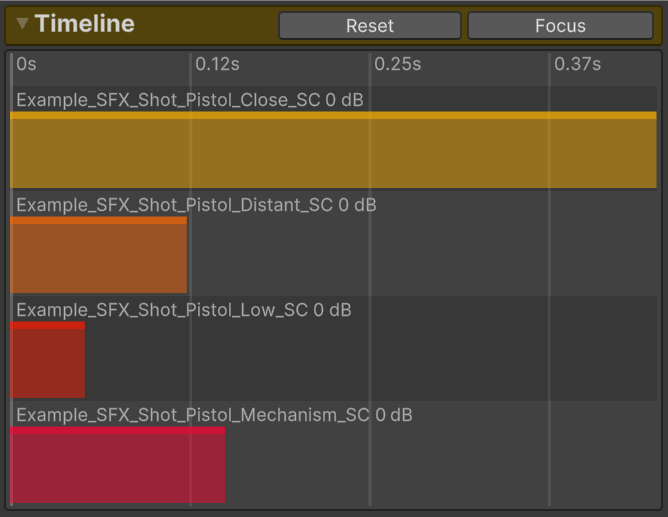 Timeline Reset Focus
0s 0.12s 0.25s 0.37s
Example_SFX_Shot_Pistol_Close_SC 0 dB
Example_SFX_Shot_Pistol_Distant_SC 0 dB
Example_SFX_Shot_Pistol_Low_SC 0 dB
Example_SFX_Shot_Pistol_Mechanism_SC 0 dB